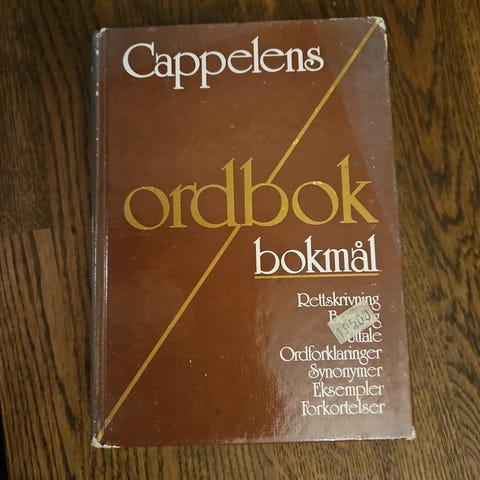 Cappelens
ordbok
bokmål
Rettskrivning
Ordforklaringer
Synonymer
Eksempler
Forkortelser